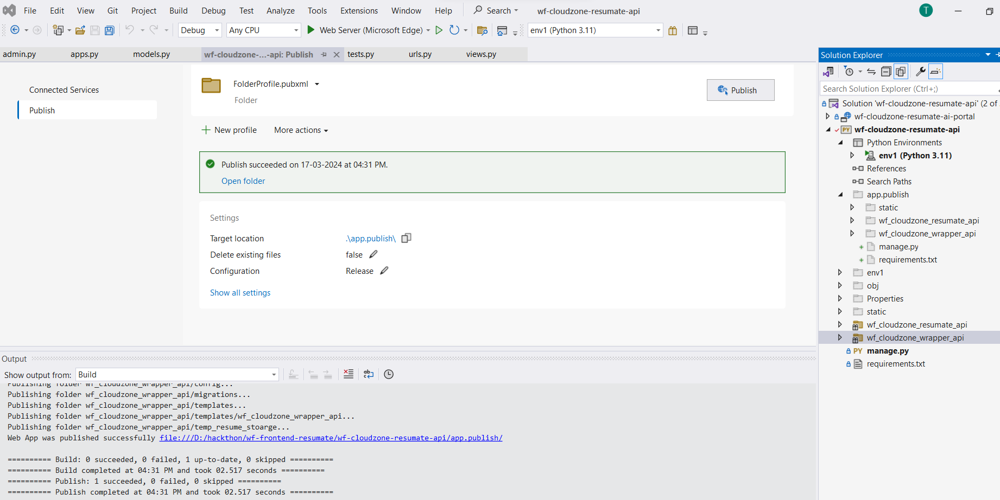 File Edit View Git Project Build Debug Test Analyze Tools Extensions Window Help Search wf-cloudzone-resumate-api T
Debug Any CPU Web Server (Microsoft Edge) env1 (Python 3.11)
admin.py apps.py models.py wf-cloudzone-...-api: Publish tests.py urls.py views.py
Connected Services
Publish
FolderProfile.pubxml
Folder
Publish
New profile More actions
Publish succeeded on 17-03-2024 at 04:31 PM.
Open folder
Settings
Target location .\app.publish\
Delete existing files false
Configuration Release
Show all settings
Output
Show output from: Build
Publishing folder wf_cloudzone_wrapper_api/config...
Publishing folder wf_cloudzone_wrapper_api/migrations...
Publishing folder wf_cloudzone_wrapper_api/templates...
Publishing folder wf_cloudzone_wrapper_api/templates/wf_cloudzone_wrapper_api...
Publishing folder wf_cloudzone_wrapper_api/temp_resume_stoarge...
Web App was published successfully file:///D:/hackthon/wf-frontend-resumate/wf-cloudzone-resumate-api/app.publish/
========== Build: 0 succeeded, 0 failed, 1 up-to-date, 0 skipped ==========
========== Build completed at 04:31 PM and took 02.517 seconds ==========
========== Publish: 1 succeeded, 0 failed, 0 skipped ==========
========== Publish completed at 04:31 PM and took 02.517 seconds ==========
Solution Explorer
Search Solution Explorer (Ctrl+;)
Solution 'wf-cloudzone-resumate-api' (2 of
wf-cloudzone-resumate-ai-portal
PY wf-cloudzone-resumate-api
Python Environments
env1 (Python 3.11)
References
Search Paths
app.publish
static
wf_cloudzone_resumate_api
wf_cloudzone_wrapper_api
manage.py
requirements.txt
env1
obj
Properties
static
wf_cloudzone_resumate_api
wf_cloudzone_wrapper_api
PY manage.py
requirements.txt